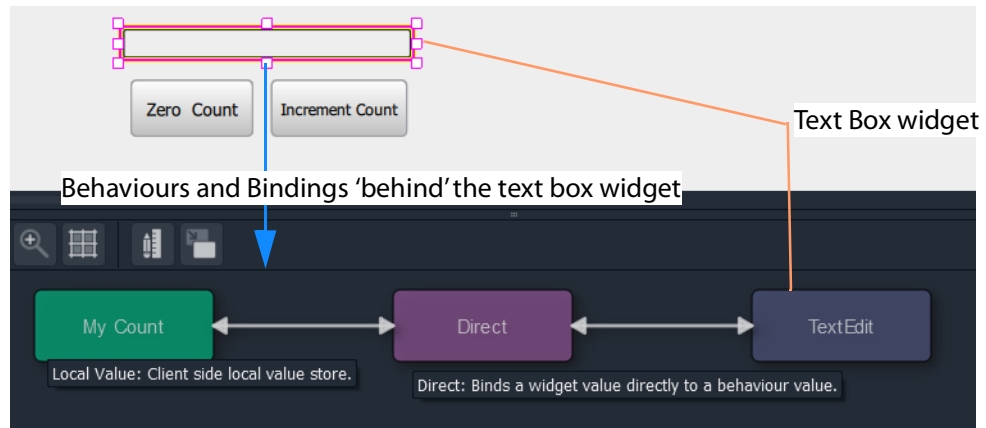 Zero Count
Increment Count
Text Box widget
Behaviours and Bindings ‘behind’ the text box widget
My Count
Direct
TextEdit
Local Value: Client side local value store.
Direct: Binds a widget value directly to a behaviour value.